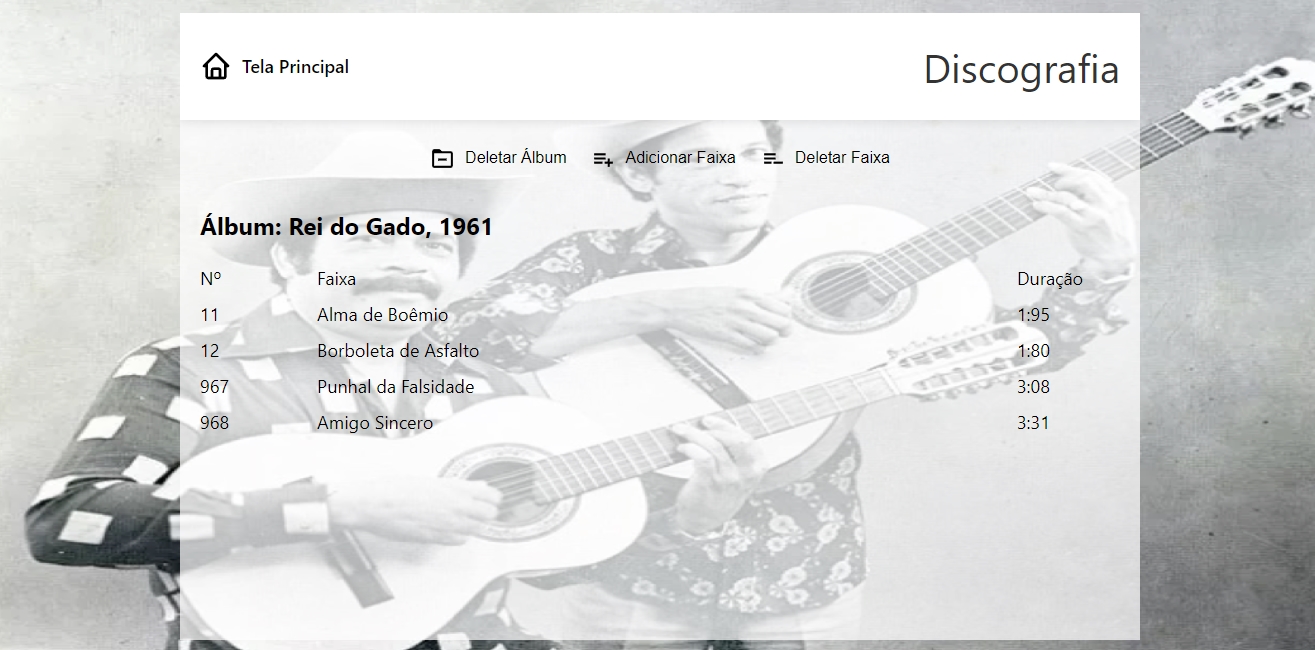 Tela Principal
Discografia
Deletar Álbum Adicionar Faixa Deletar Faixa
Álbum: Rei do Gado, 1961
Nº Faixa Duração
11 Alma de Boêmio 1:95
12 Borboleta de Asfalto 1:80
967 Punhal da Falsidade 3:08
968 Amigo Sincero 3:31